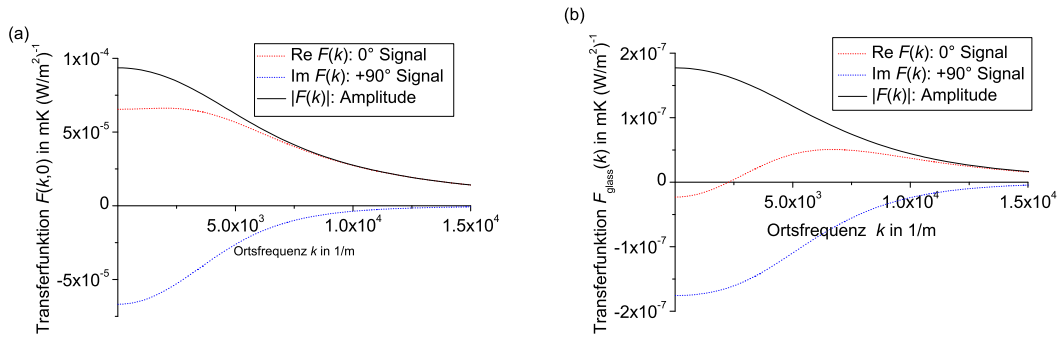 (a)
Transferfunktion F(k,0) in mK (W/m²)⁻¹
1x10⁻⁴
5x10⁻⁵
0
-5x10⁻⁵
Re F(k): 0° Signal
Im F(k): +90° Signal
|F(k)|: Amplitude
5.0x10³
1.0x10⁴
1.5x10⁴
Ortsfrequenz k in 1/m
(b)
Transferfunktion F_glass(k) in mK (W/m²)⁻¹
2x10⁻⁷
1x10⁻⁷
0
-1x10⁻⁷
-2x10⁻⁷
Re F(k): 0° Signal
Im F(k): +90° Signal
|F(k)|: Amplitude
5.0x10³
1.0x10⁴
1.5x10⁴
Ortsfrequenz k in 1/m